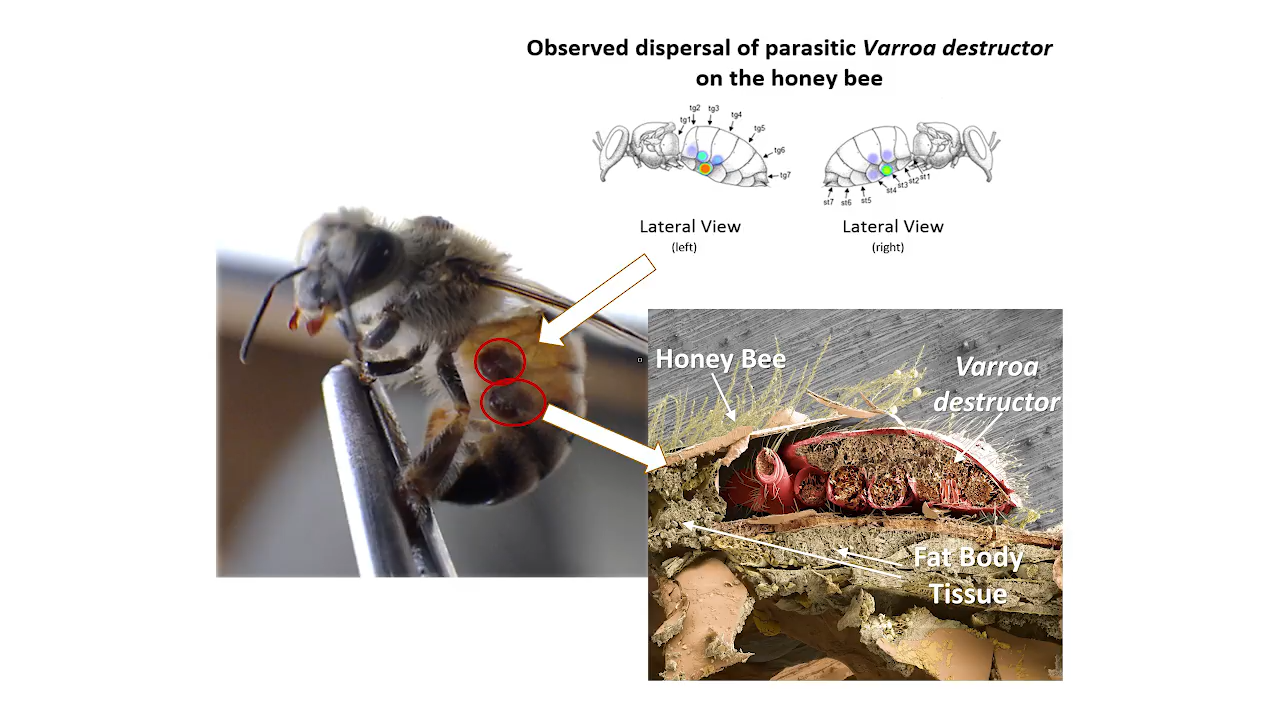 Observed dispersal of parasitic Varroa destructor
on the honey bee
tg1
tg2
tg3
tg4
tg5
tg6
tg7
st7
st6
st5
st4
st3
st2
st1
Lateral View
(left)
Lateral View
(right)
Honey Bee
Varroa
destructor
Fat Body
Tissue